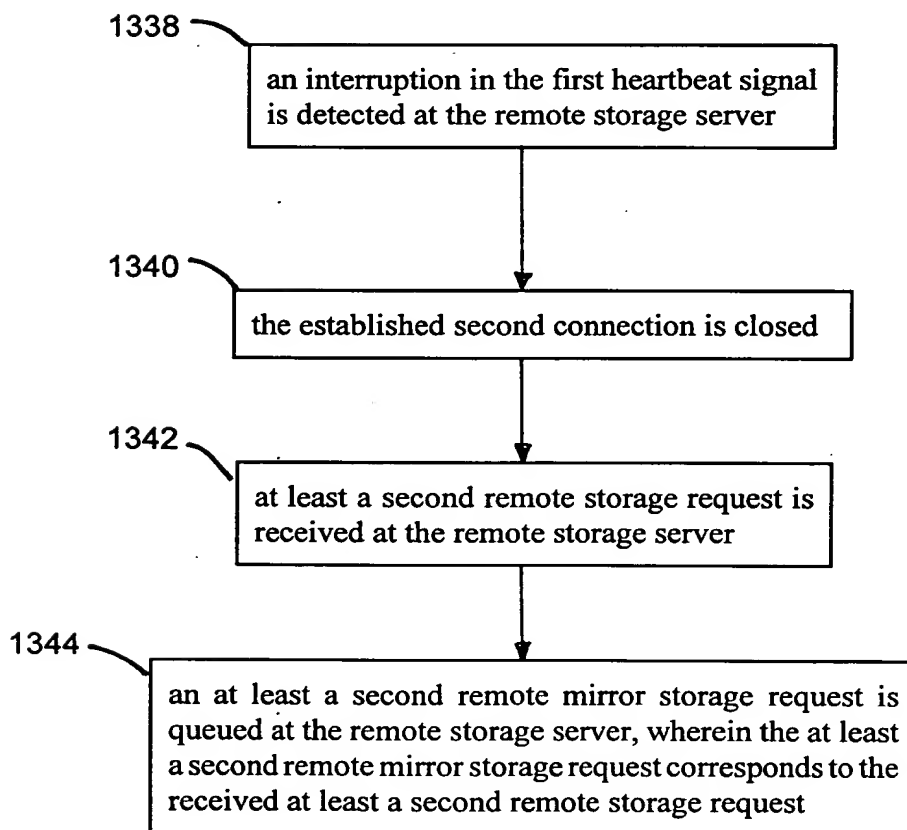 1338
an interruption in the first heartbeat signal
is detected at the remote storage server
1340
the established second connection is closed
1342
at least a second remote storage request is
received at the remote storage server
1344
an at least a second remote mirror storage request is
queued at the remote storage server, wherein the at least
a second remote mirror storage request corresponds to the
received at least a second remote storage request